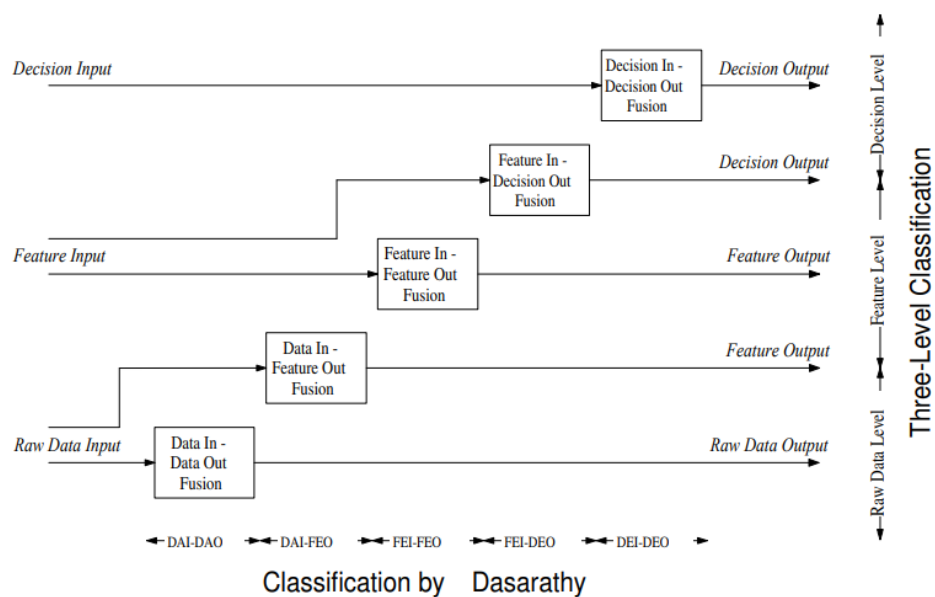 Decision Input
Decision In -
Decision Out
Fusion
Decision Output
Feature In -
Decision Out
Fusion
Decision Output
Feature Input
Feature In -
Feature Out
Fusion
Feature Output
Data In -
Feature Out
Fusion
Feature Output
Raw Data Input
Data In -
Data Out
Fusion
Raw Data Output
DAI-DAO
DAI-FEO
FEI-FEO
FEI-DEO
DEI-DEO
Classification by Dasarathy
Decision Level
Feature Level
Raw Data Level
Three-Level Classification